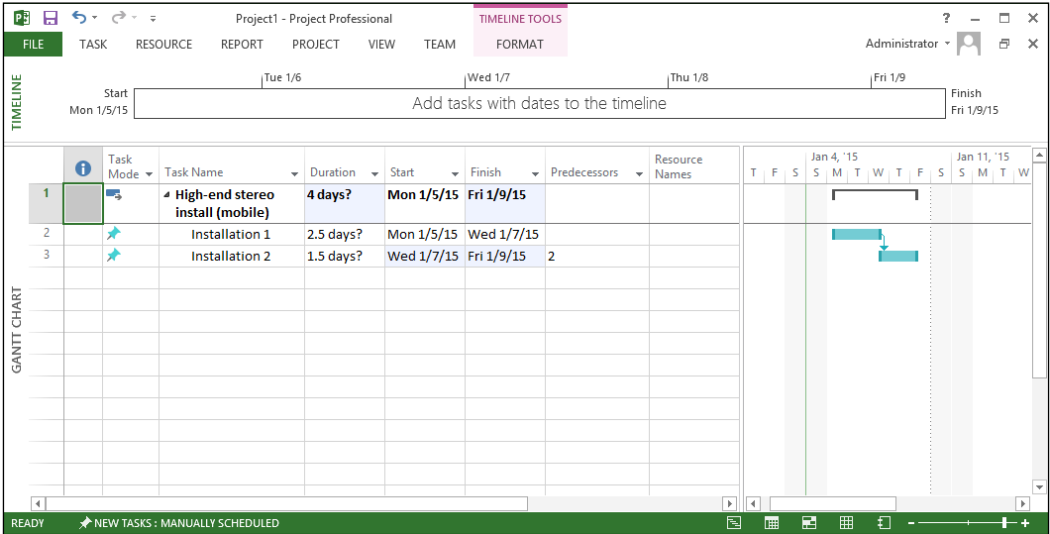 Project1 - Project Professional
TIMELINE TOOLS
?
FILE TASK RESOURCE REPORT PROJECT VIEW TEAM FORMAT Administrator
TIMELINE
Tue 1/6 Wed 1/7 Thu 1/8 Fri 1/9
Start
Mon 1/5/15
Add tasks with dates to the timeline
Finish
Fri 1/9/15
GANTT CHART
Task Mode Task Name Duration Start Finish Predecessors Resource Names
Jan 4, '15 Jan 11, '15
T F S S M T W T F S S M T W
1 High-end stereo install (mobile) 4 days? Mon 1/5/15 Fri 1/9/15
2 Installation 1 2.5 days? Mon 1/5/15 Wed 1/7/15
3 Installation 2 1.5 days? Wed 1/7/15 Fri 1/9/15 2
READY NEW TASKS : MANUALLY SCHEDULED